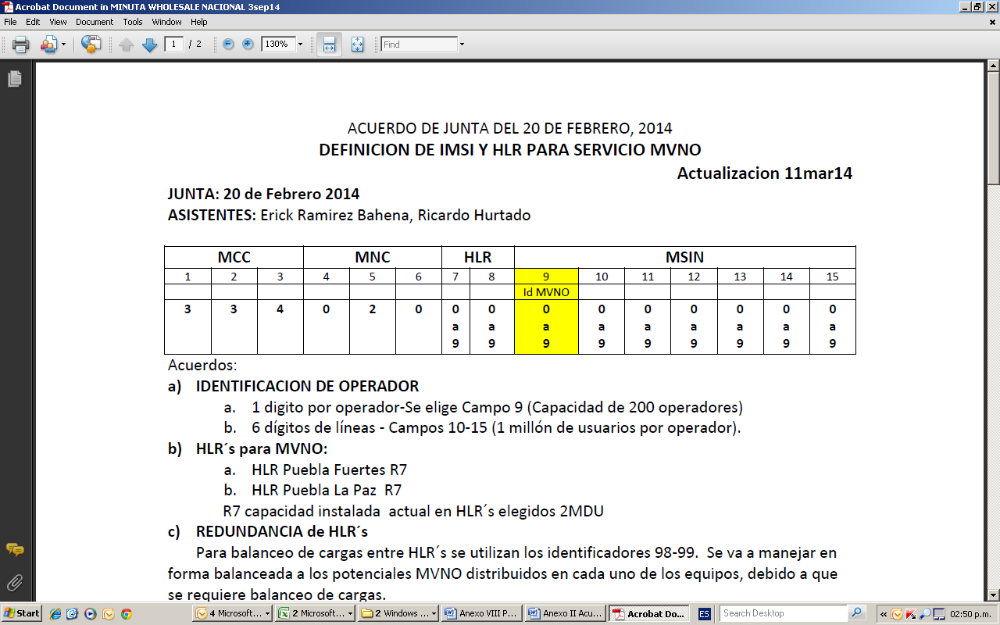 Acrobat Document in MINUTA WHOLESALE NACIONAL 3sep14
File Edit View Document Tools Window Help
1 / 2 130% Find
ACUERDO DE JUNTA DEL 20 DE FEBRERO, 2014
DEFINICION DE IMSI Y HLR PARA SERVICIO MVNO
Actualizacion 11mar14
JUNTA: 20 de Febrero 2014
ASISTENTES: Erick Ramirez Bahena, Ricardo Hurtado
MCC MNC HLR MSIN
1 2 3 4 5 6 7 8 9 10 11 12 13 14 15
Id MVNO
3 3 4 0 2 0 0 0 0 0 0 0 0 0 0
a a a a a a a a a
9 9 9 9 9 9 9 9 9
Acuerdos:
a) IDENTIFICACION DE OPERADOR
a. 1 digito por operador-Se elige Campo 9 (Capacidad de 200 operadores)
b. 6 dígitos de líneas - Campos 10-15 (1 millón de usuarios por operador).
b) HLR´s para MVNO:
a. HLR Puebla Fuertes R7
b. HLR Puebla La Paz R7
R7 capacidad instalada actual en HLR´s elegidos 2MDU
c) REDUNDANCIA de HLR´s
Para balanceo de cargas entre HLR´s se utilizan los identificadores 98-99. Se va a manejar en
forma balanceada a los potenciales MVNO distribuidos en cada uno de los equipos, debido a que
se requiere balanceo de cargas.
Start 4 Microsoft... 2 Microsoft... 2 Windows ... Anexo VIII P... Anexo II Acu... Acrobat Do... ES Search Desktop « 02:50 p.m.